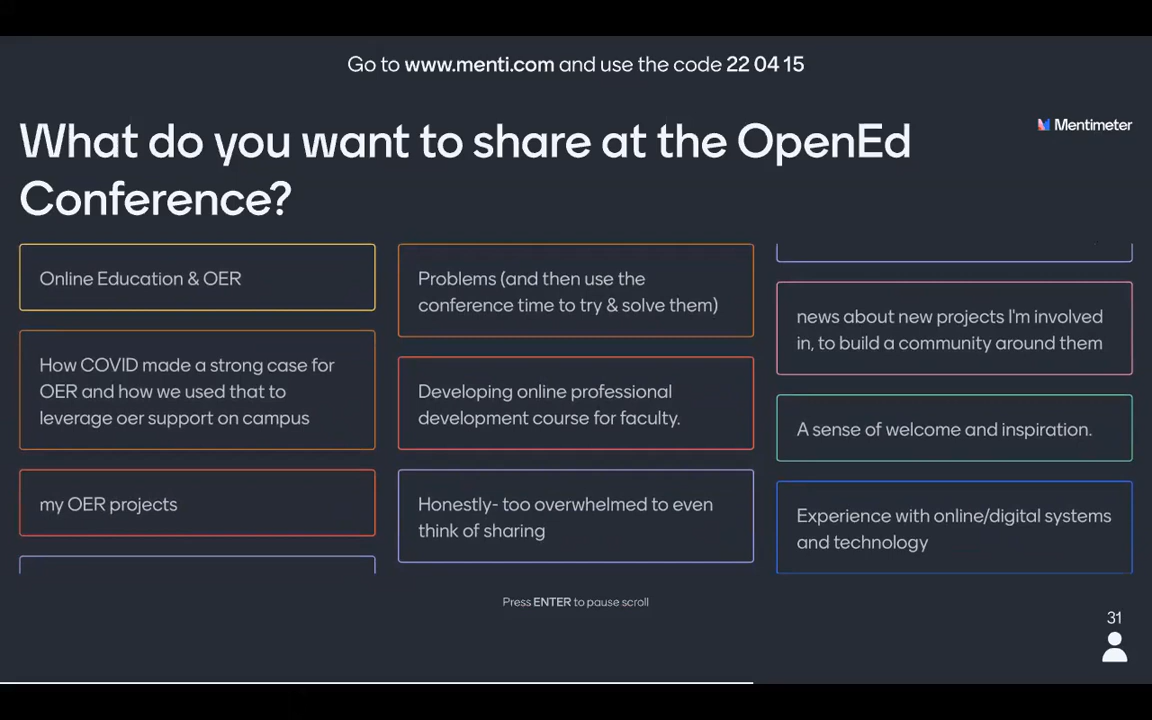 Go to www.menti.com and use the code 22 04 15
Mentimeter
What do you want to share at the OpenEd
Conference?
Online Education & OER
How COVID made a strong case for
OER and how we used that to
leverage oer support on campus
my OER projects
Problems (and then use the
conference time to try & solve them)
Developing online professional
development course for faculty.
Honestly- too overwhelmed to even
think of sharing
news about new projects I'm involved
in, to build a community around them
A sense of welcome and inspiration.
Experience with online/digital systems
and technology
Press ENTER to pause scroll
31